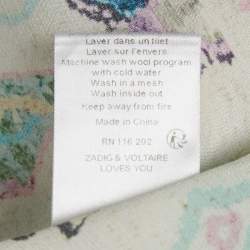 Laver dans un filet
Laver sur l'envers
Machine wash wool program
with cold water
Wash in a mesh
Wash inside out
Keep away from fire
Made in China
RN 116 202
ZADIG & VOLTAIRE
LOVES YOU